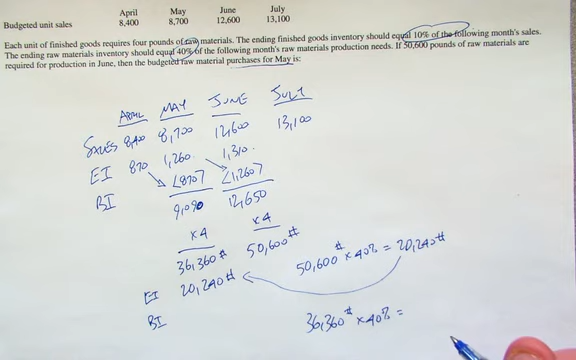 April May June July
Budgeted unit sales 8,400 8,700 12,600 13,100
Each unit of finished goods requires four pounds of raw materials. The ending finished goods inventory should equal 10% of the following month's sales.
The ending raw materials inventory should equal 40% of the following month's raw materials production needs. If 50,600 pounds of raw materials are
required for production in June, then the budgeted raw material purchases for May is:
APRIL MAY JUNE JULY
SALES 8,400 8,700 12,600 13,100
EI 870 1,260 1,310
BI <870> <1,260>
9,090 12,650
x4 x4
36,360# 50,600#
50,600# x 40% = 20,240#
EI 20,240#
BI
36,360# x 40% =